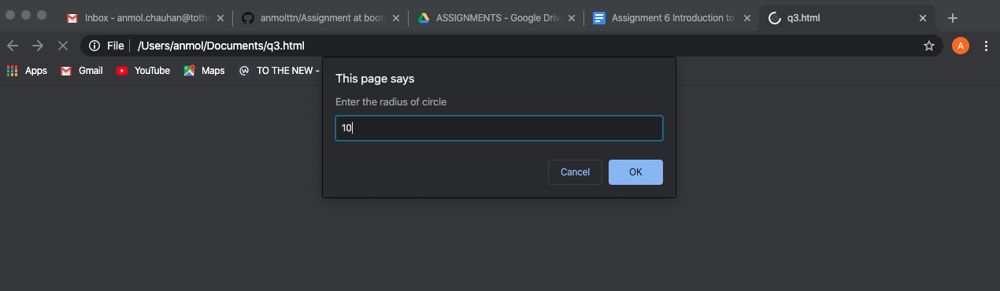 Inbox - anmol.chauhan@tothe
anmolttn/Assignment at boots
ASSIGNMENTS - Google Driv
Assignment 6 Introduction to
q3.html
File
/Users/anmol/Documents/q3.html
A
Apps
Gmail
YouTube
Maps
TO THE NEW -
This page says
Enter the radius of circle
10
Cancel
OK